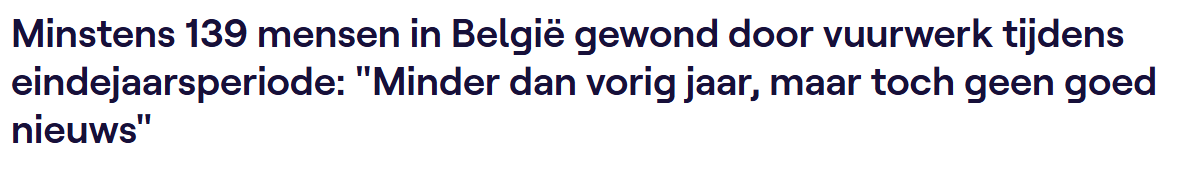 Minstens 139 mensen in België gewond door vuurwerk tijdens
eindejaarsperiode: "Minder dan vorig jaar, maar toch geen goed
nieuws"